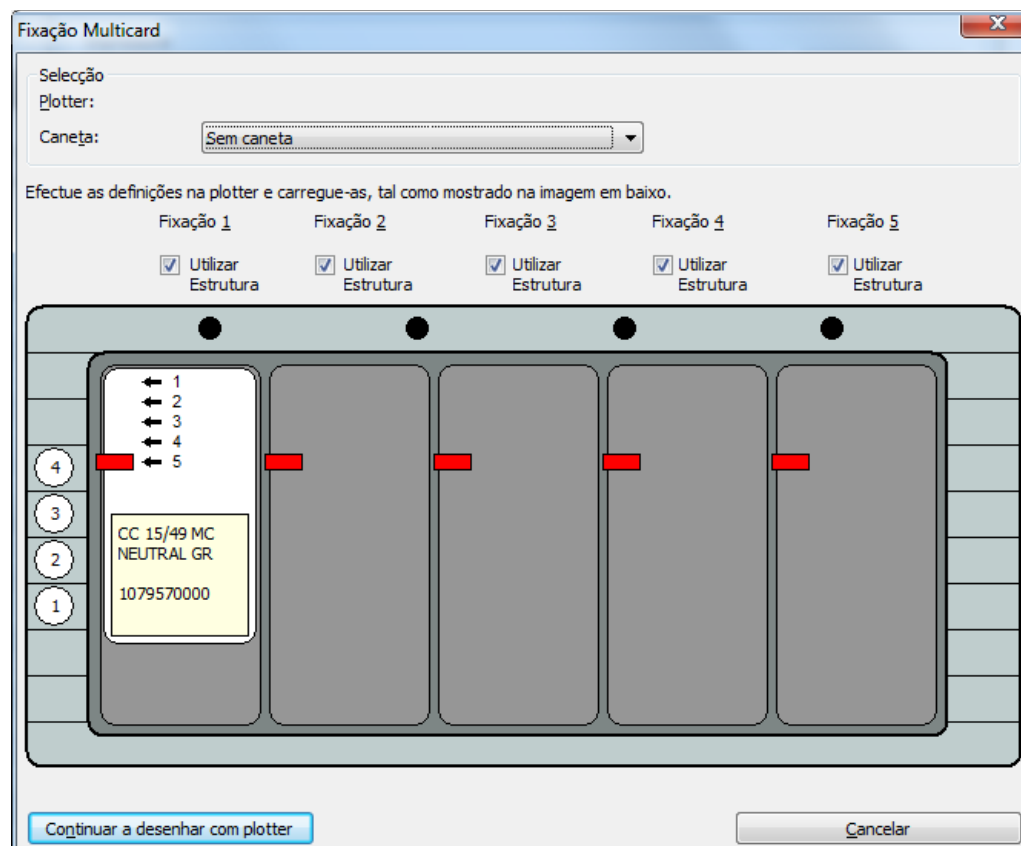 Fixação Multicard
Selecção
Plotter:
Caneta:
Sem caneta
Efectue as definições na plotter e carregue-as, tal como mostrado na imagem em baixo.
Fixação 1
Fixação 2
Fixação 3
Fixação 4
Fixação 5
Utilizar
Estrutura
Utilizar
Estrutura
Utilizar
Estrutura
Utilizar
Estrutura
Utilizar
Estrutura
1
2
3
4
5
4
3
2
1
CC 15/49 MC
NEUTRAL GR
1079570000
Continuar a desenhar com plotter
Cancelar